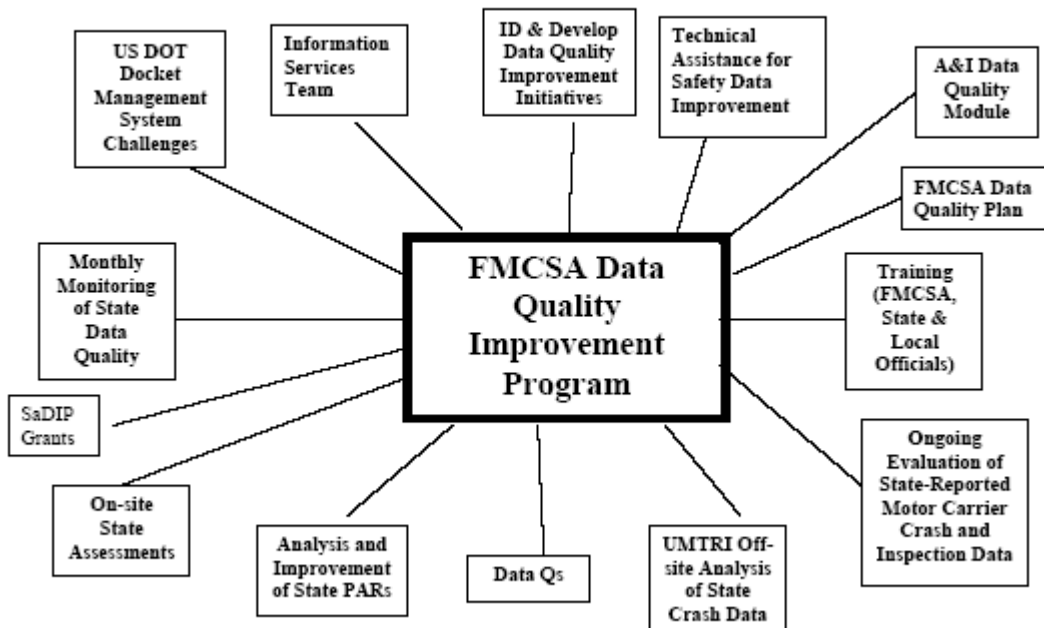 US DOT
Docket
Management
System
Challenges
Information
Services
Team
ID & Develop
Data Quality
Improvement
Initiatives
Technical
Assistance for
Safety Data
Improvement
A&I Data
Quality
Module
FMCSA Data
Quality Plan
Monthly
Monitoring
of State
Data
Quality
FMCSA Data
Quality
Improvement
Program
Training
(FMCSA,
State &
Local
Officials)
SaDIP
Grants
On-site
State
Assessments
Analysis and
Improvement
of State PARs
Data Qs
UMTRI Off-
site Analysis
of State
Crash Data
Ongoing
Evaluation of
State-Reported
Motor Carrier
Crash and
Inspection Data